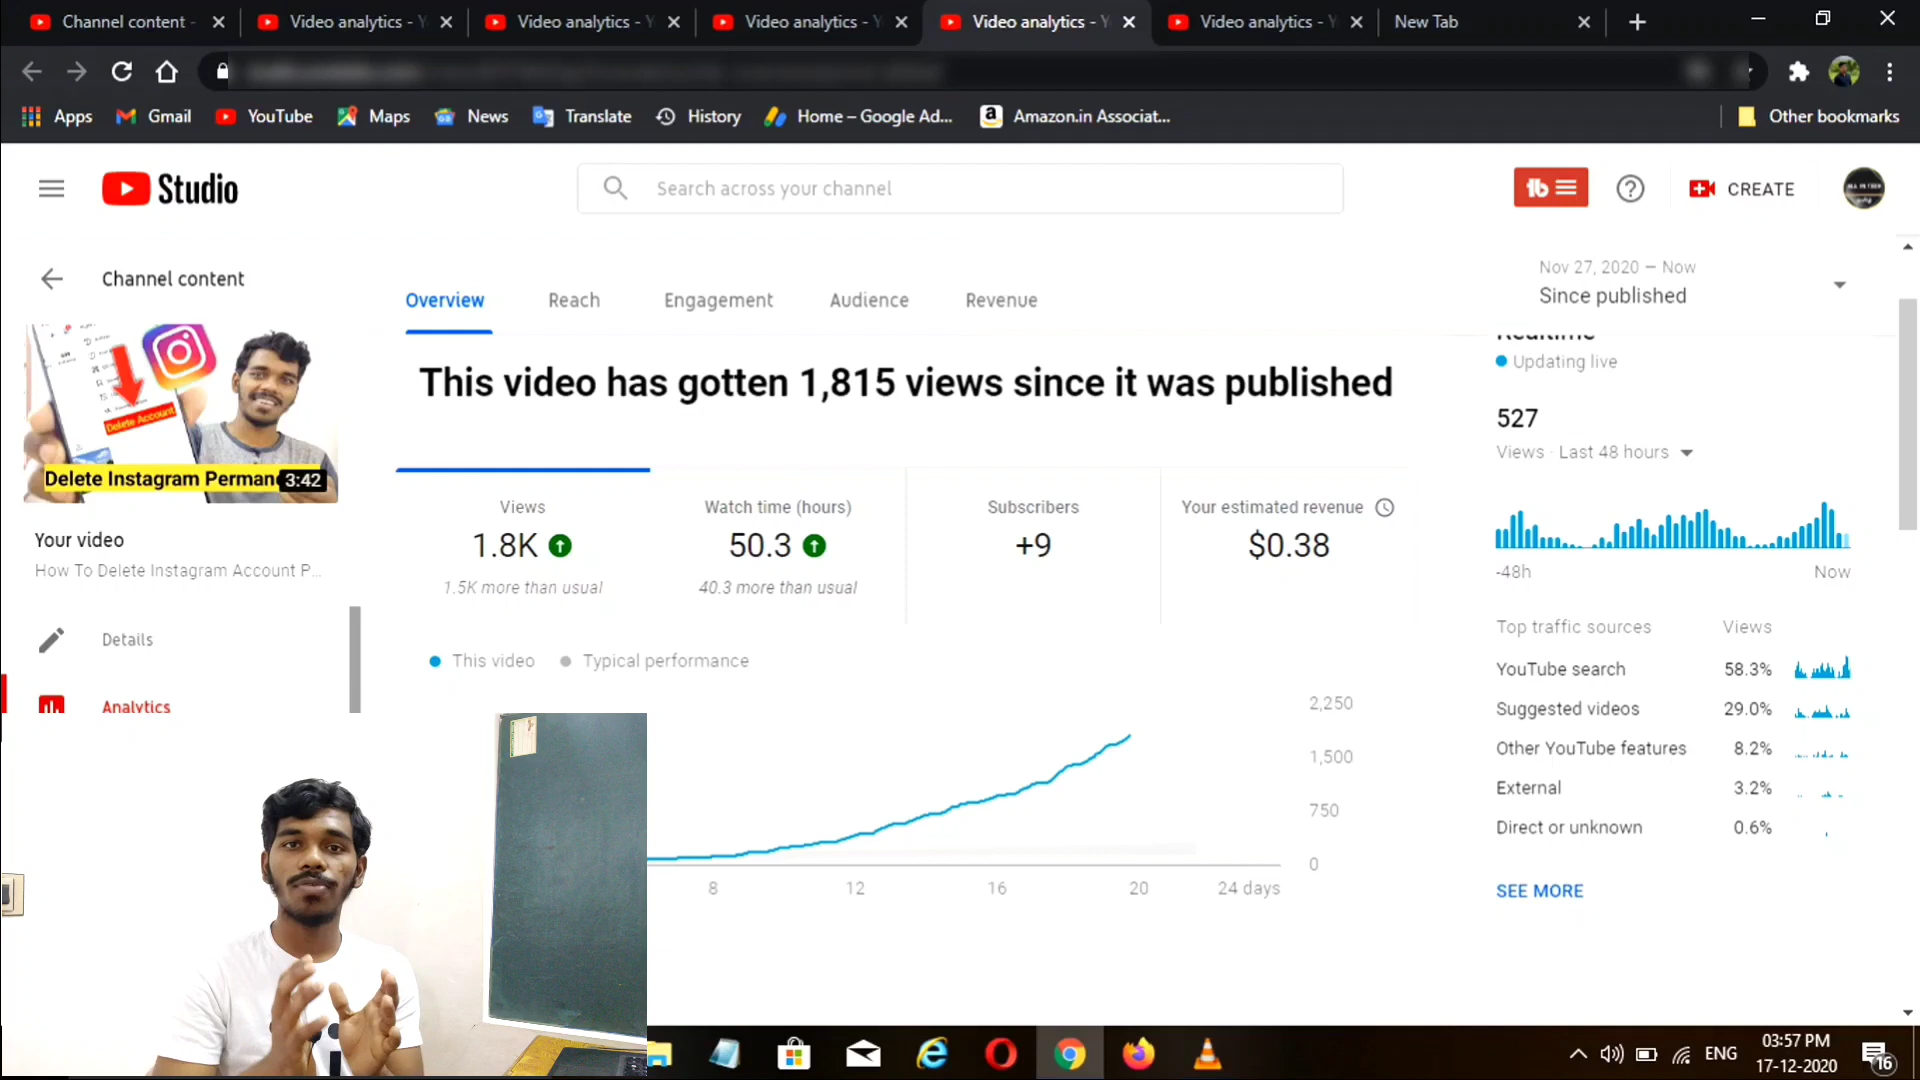 Channel content -
Video analytics - Y
Video analytics - Y
Video analytics - Y
Video analytics - Y
Video analytics - Y
New Tab
Apps
Gmail
YouTube
Maps
News
Translate
History
Home – Google Ad...
Amazon.in Associat...
Other bookmarks
Studio
Search across your channel
CREATE
Channel content
Overview
Reach
Engagement
Audience
Revenue
Nov 27, 2020 – Now
Since published
Delete Account
Delete Instagram Perman
3:42
This video has gotten 1,815 views since it was published
Realtime
Updating live
527
Views · Last 48 hours
Your video
How To Delete Instagram Account P...
Views
1.8K
1.5K more than usual
Watch time (hours)
50.3
40.3 more than usual
Subscribers
+9
Your estimated revenue
$0.38
-48h
Now
Details
Analytics
This video
Typical performance
2,250
1,500
750
0
8
12
16
20
24 days
Top traffic sources
Views
YouTube search
58.3%
Suggested videos
29.0%
Other YouTube features
8.2%
External
3.2%
Direct or unknown
0.6%
SEE MORE
ENG
03:57 PM
17-12-2020
16